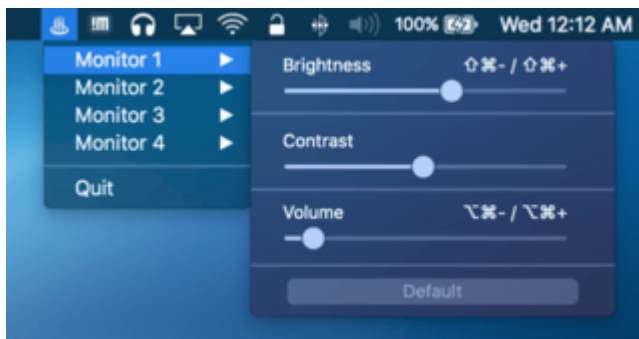 100% Wed 12:12 AM
Monitor 1
Monitor 2
Monitor 3
Monitor 4
Quit
Brightness ⇧⌘- / ⇧⌘+
Contrast
Volume ⌥⌘- / ⌥⌘+
Default